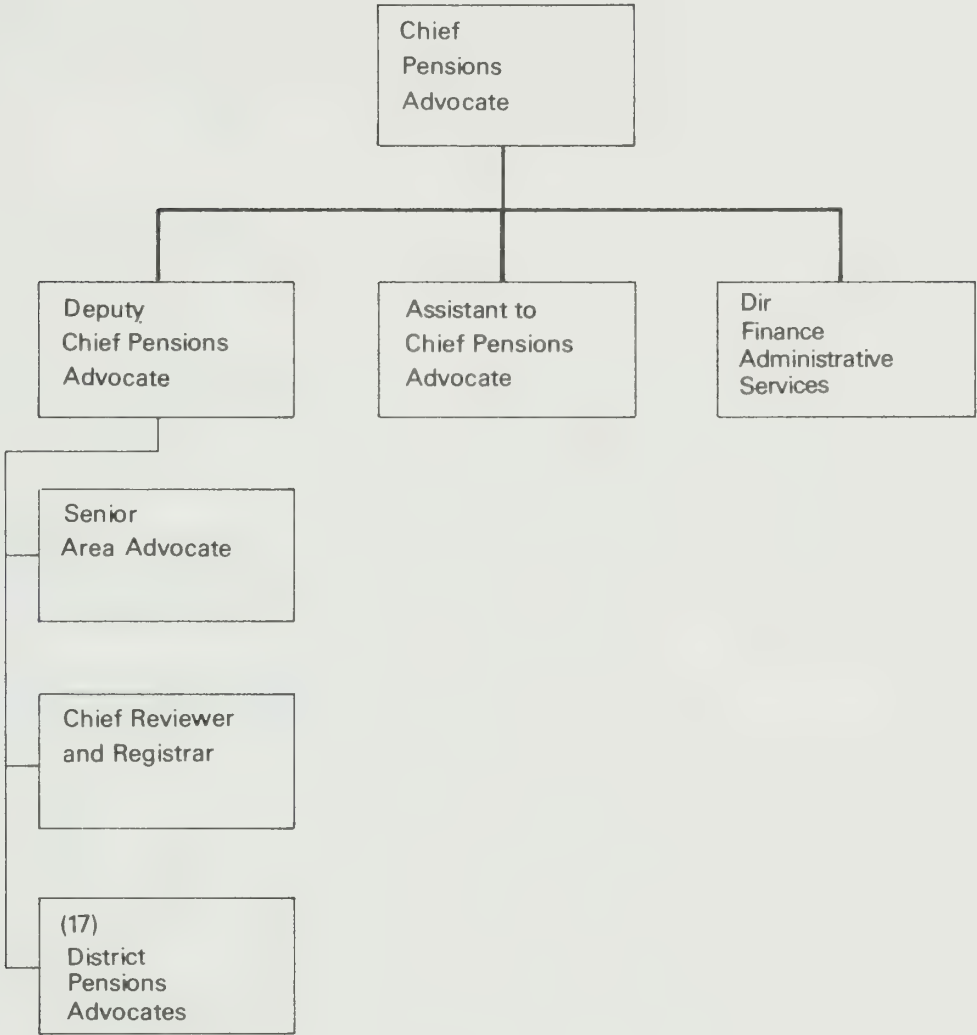 Chief
Pensions
Advocate
Deputy
Chief Pensions
Advocate
Assistant to
Chief Pensions
Advocate
Dir
Finance
Administrative
Services
Senior
Area Advocate
Chief Reviewer
and Registrar
(17)
District
Pensions
Advocates